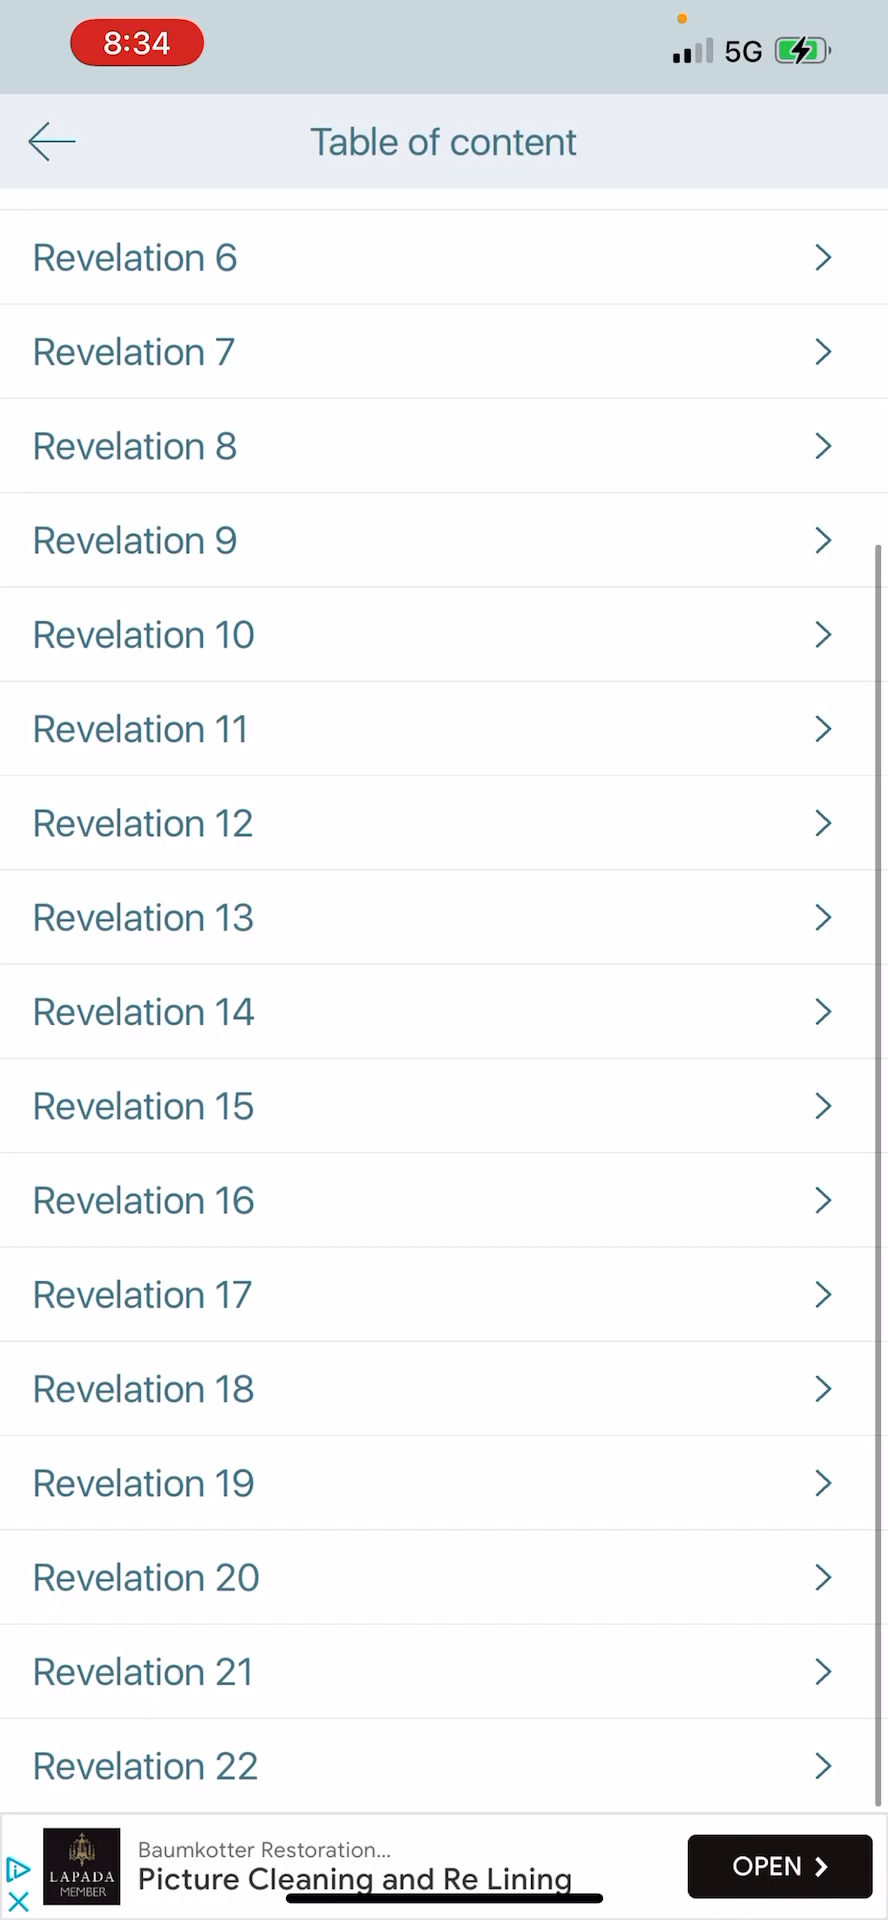 8:34
5G
Table of content
Revelation 6
Revelation 7
Revelation 8
Revelation 9
Revelation 10
Revelation 11
Revelation 12
Revelation 13
Revelation 14
Revelation 15
Revelation 16
Revelation 17
Revelation 18
Revelation 19
Revelation 20
Revelation 21
Revelation 22
LAPADA
MEMBER
Baumkotter Restoration...
Picture Cleaning and Re Lining
OPEN